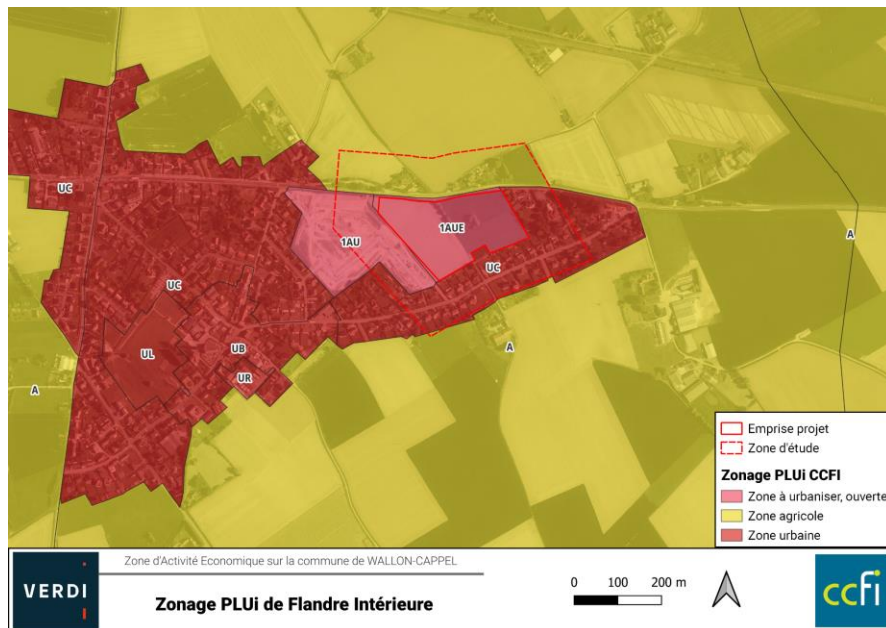 UC
1AU
1AUE
UC
A
UC
UB
UL
A
UR
A
Emprise projet
Zone d'étude
Zonage PLUi CCFI
Zone à urbaniser, ouverte
Zone agricole
Zone urbaine
VERDI
Zone d'Activité Economique sur la commune de WALLON-CAPPEL
Zonage PLUi de Flandre Intérieure
0 100 200 m
ccfi